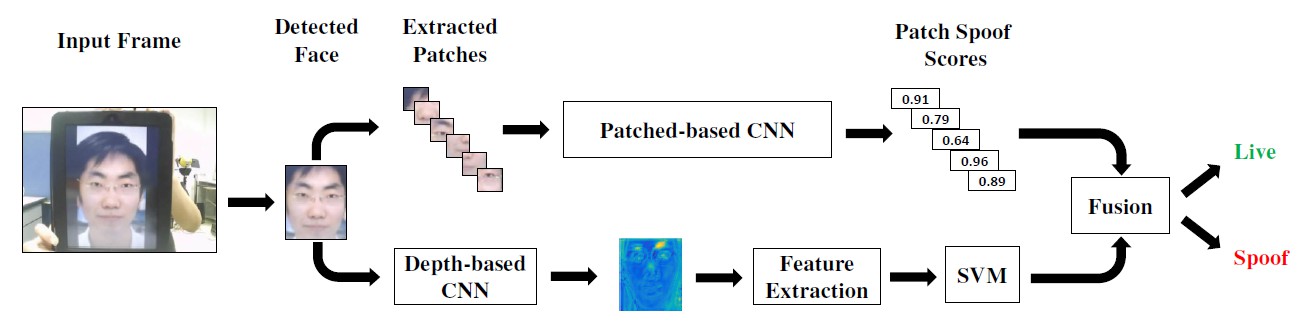 Input Frame
Detected
Face
Extracted
Patches
Patch Spoof
Scores
Patched-based CNN
0.91
0.79
0.64
0.96
0.89
Live
Fusion
Spoof
Depth-based
CNN
Feature
Extraction
SVM